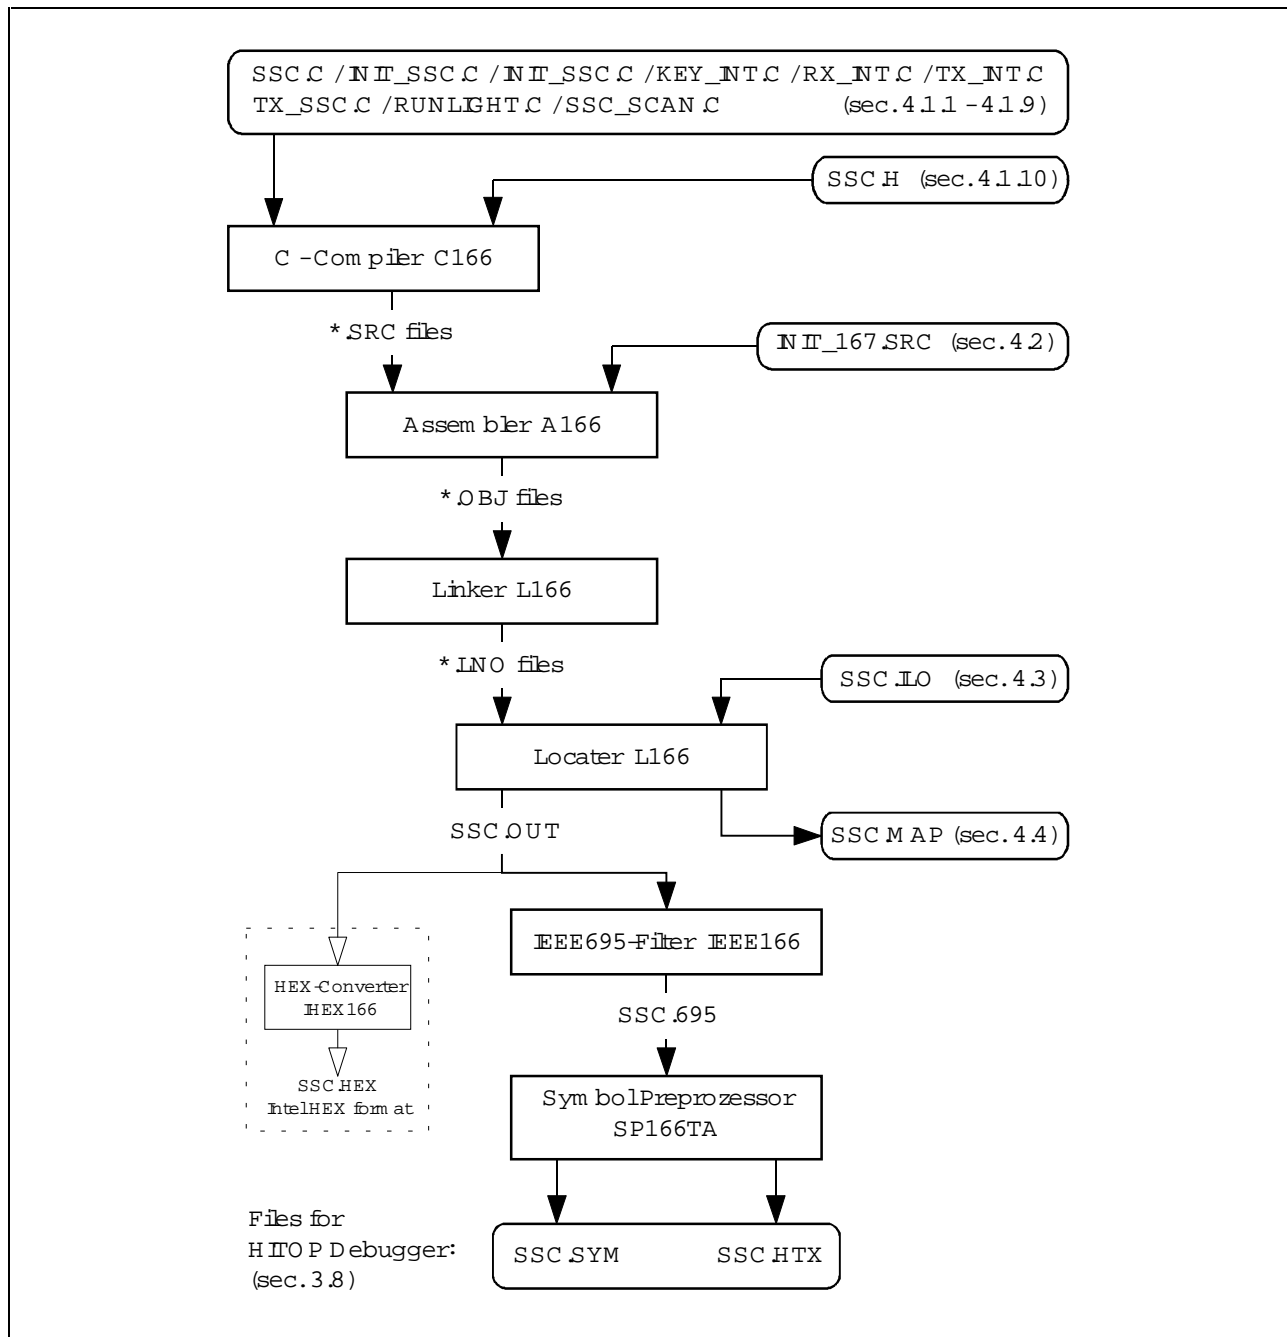 SSC.C / INIT_SSC.C / INIT_SSC.C / KEY_INT.C / RX_INT.C / TX_INT.C
TX_SSC.C / RUNLIGHT.C / SSC_SCAN.C (sec. 4.1.1 - 4.1.9)
SSC.H (sec. 4.1.10)
C - Compiler C166
*.SRC files
INIT_167.SRC (sec. 4.2)
Assembler A166
*.OBJ files
Linker L166
*.LNO files
SSC.ILO (sec. 4.3)
Locater L166
SSC.OUT
SSC.MAP (sec. 4.4)
IEEE695-Filter IEEE166
HEX-Converter
IHEX166
SSC.695
SSC.HEX
Intel HEX format
Symbol Preprozessor
SP166TA
Files for
HITOP Debugger:
(sec. 3.8)
SSC.SYM SSC.HTX